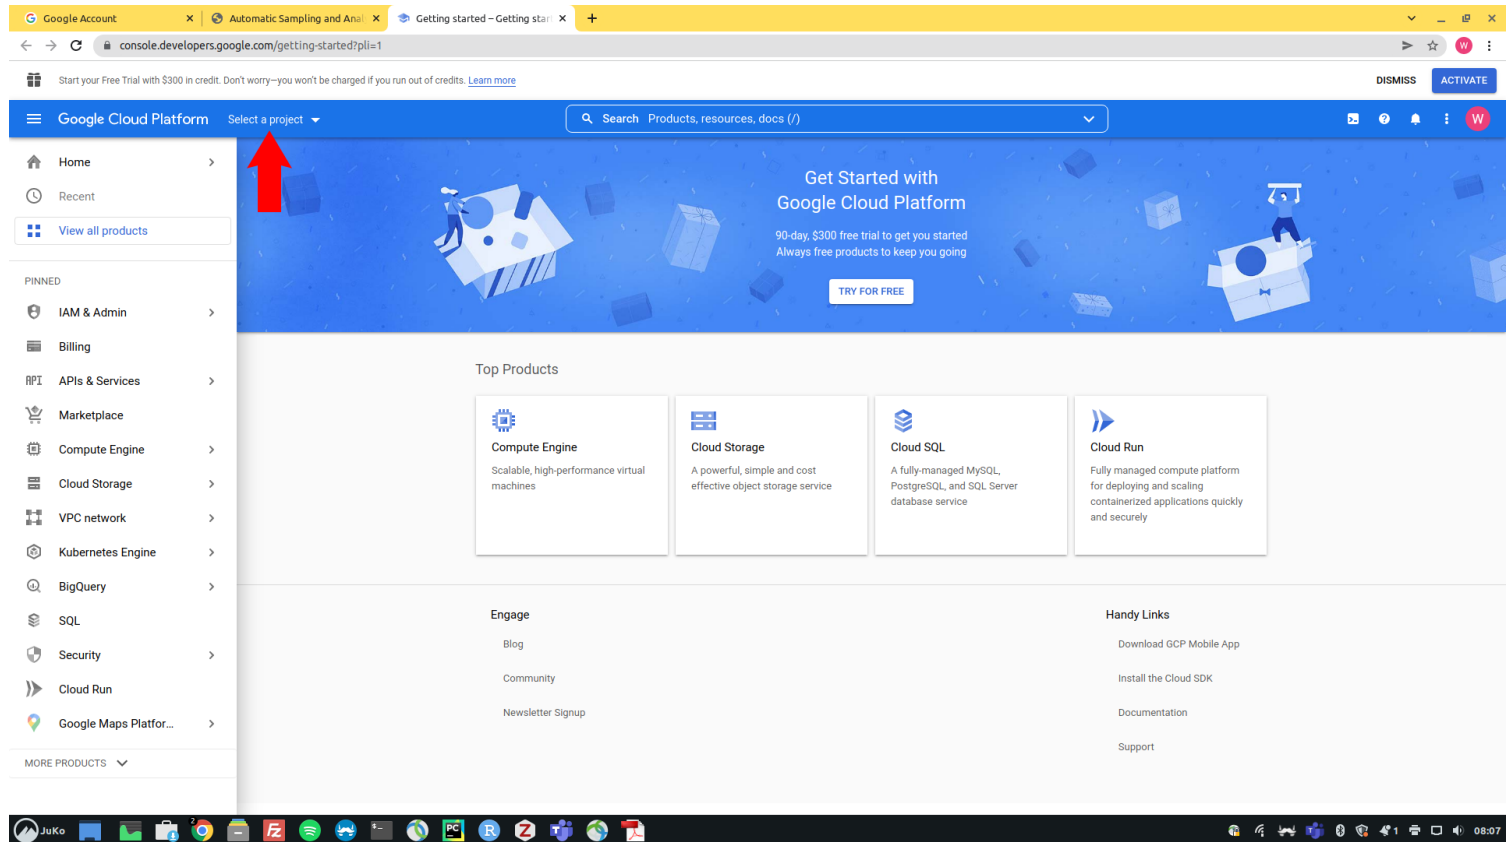 Google Account
Automatic Sampling and Anal
Getting started – Getting star
console.developers.google.com/getting-started?pli=1
W
Start your Free Trial with $300 in credit. Don't worry—you won't be charged if you run out of credits. Learn more
DISMISS
ACTIVATE
Google Cloud Platform
Select a project
Search Products, resources, docs (/)
W
Home
Recent
View all products
PINNED
IAM & Admin
Billing
API APIs & Services
Marketplace
Compute Engine
Cloud Storage
VPC network
Kubernetes Engine
BigQuery
SQL
Security
Cloud Run
Google Maps Platfor...
MORE PRODUCTS
Get Started with
Google Cloud Platform
90-day, $300 free trial to get you started
Always free products to keep you going
TRY FOR FREE
Top Products
Compute Engine
Scalable, high-performance virtual
machines
Cloud Storage
A powerful, simple and cost
effective object storage service
Cloud SQL
A fully-managed MySQL,
PostgreSQL, and SQL Server
database service
Cloud Run
Fully managed compute platform
for deploying and scaling
containerized applications quickly
and securely
Engage
Blog
Community
Newsletter Signup
Handy Links
Download GCP Mobile App
Install the Cloud SDK
Documentation
Support
JuKo
2
FZ
PC
R
Z
T
1
08:07